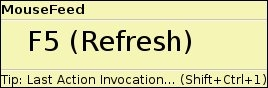 MouseFeed
F5 (Refresh)
Tip: Last Action Invocation... (Shift+Ctrl+1)